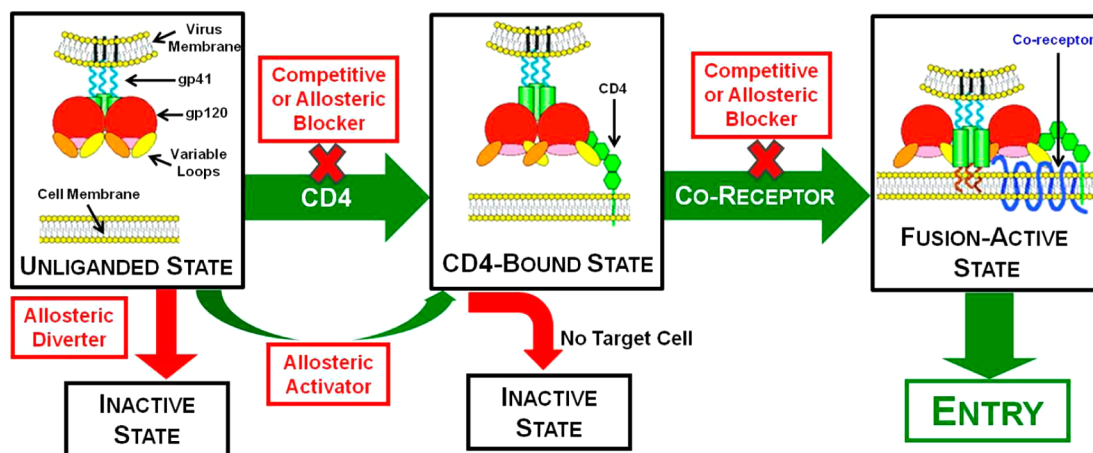 Virus
Membrane
gp41
gp120
Variable
Loops
Cell Membrane
UNLIGANDED STATE
Competitive
or Allosteric
Blocker
CD4
CD4
CD4-BOUND STATE
Competitive
or Allosteric
Blocker
CO-RECEPTOR
Co-receptor
FUSION-ACTIVE
STATE
Allosteric
Diverter
Allosteric
Activator
No Target Cell
INACTIVE
STATE
INACTIVE
STATE
ENTRY